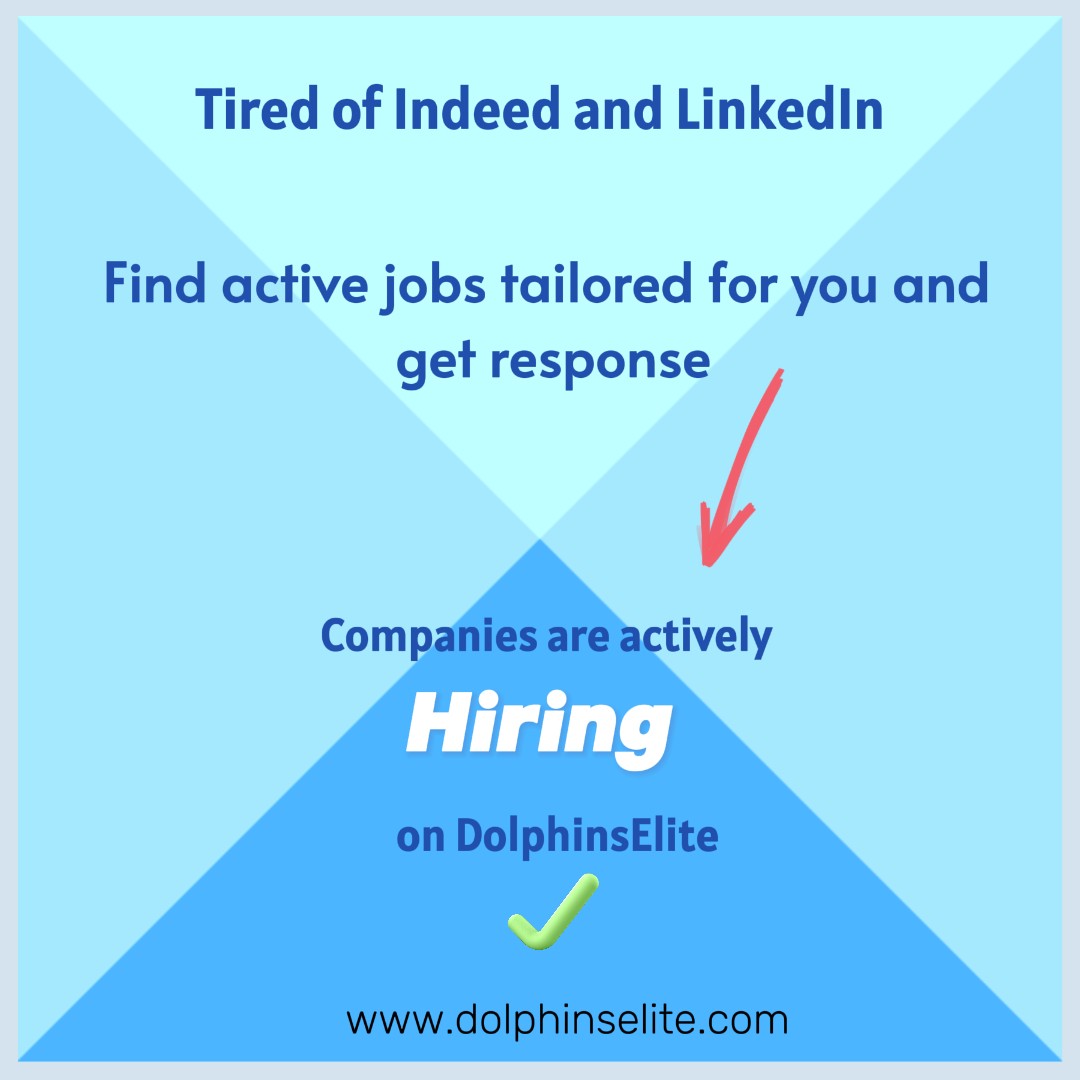 Tired of Indeed and LinkedIn
Find active jobs tailored for you and
get response
Companies are actively
Hiring
on DolphinsElite
www.dolphinselite.com